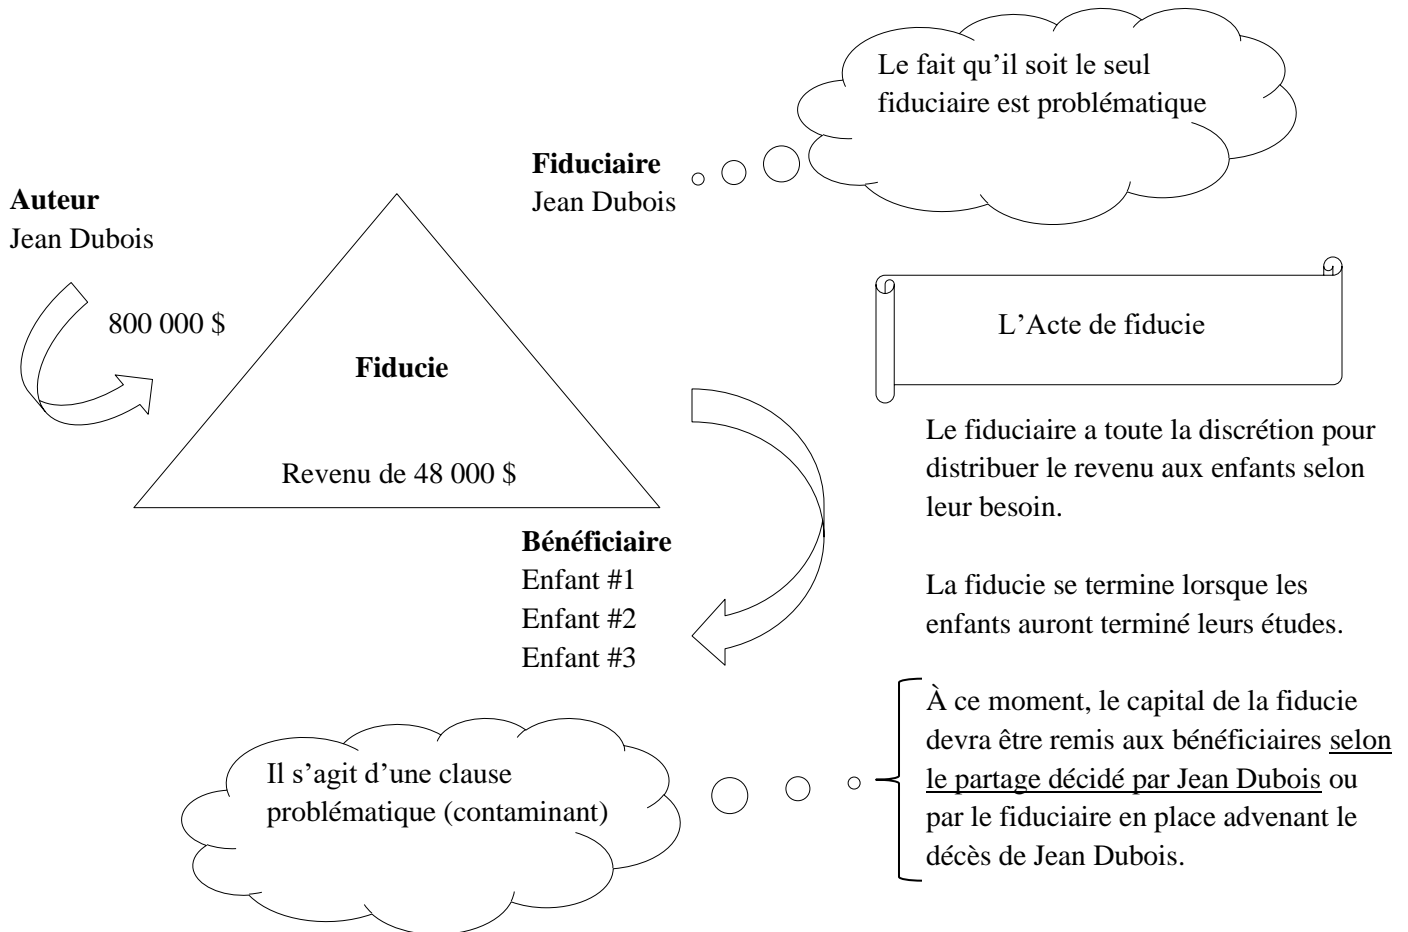 Le fait qu’il soit le seul
fiduciaire est problématique
Fiduciaire
Jean Dubois
Auteur
Jean Dubois
800 000 $
L’Acte de fiducie
Fiducie
Revenu de 48 000 $
Le fiduciaire a toute la discrétion pour
distribuer le revenu aux enfants selon
leur besoin.
Bénéficiaire
Enfant #1
Enfant #2
Enfant #3
La fiducie se termine lorsque les
enfants auront terminé leurs études.
À ce moment, le capital de la fiducie
devra être remis aux bénéficiaires selon
le partage décidé par Jean Dubois ou
par le fiduciaire en place advenant le
décès de Jean Dubois.
Il s’agit d’une clause
problématique (contaminant)